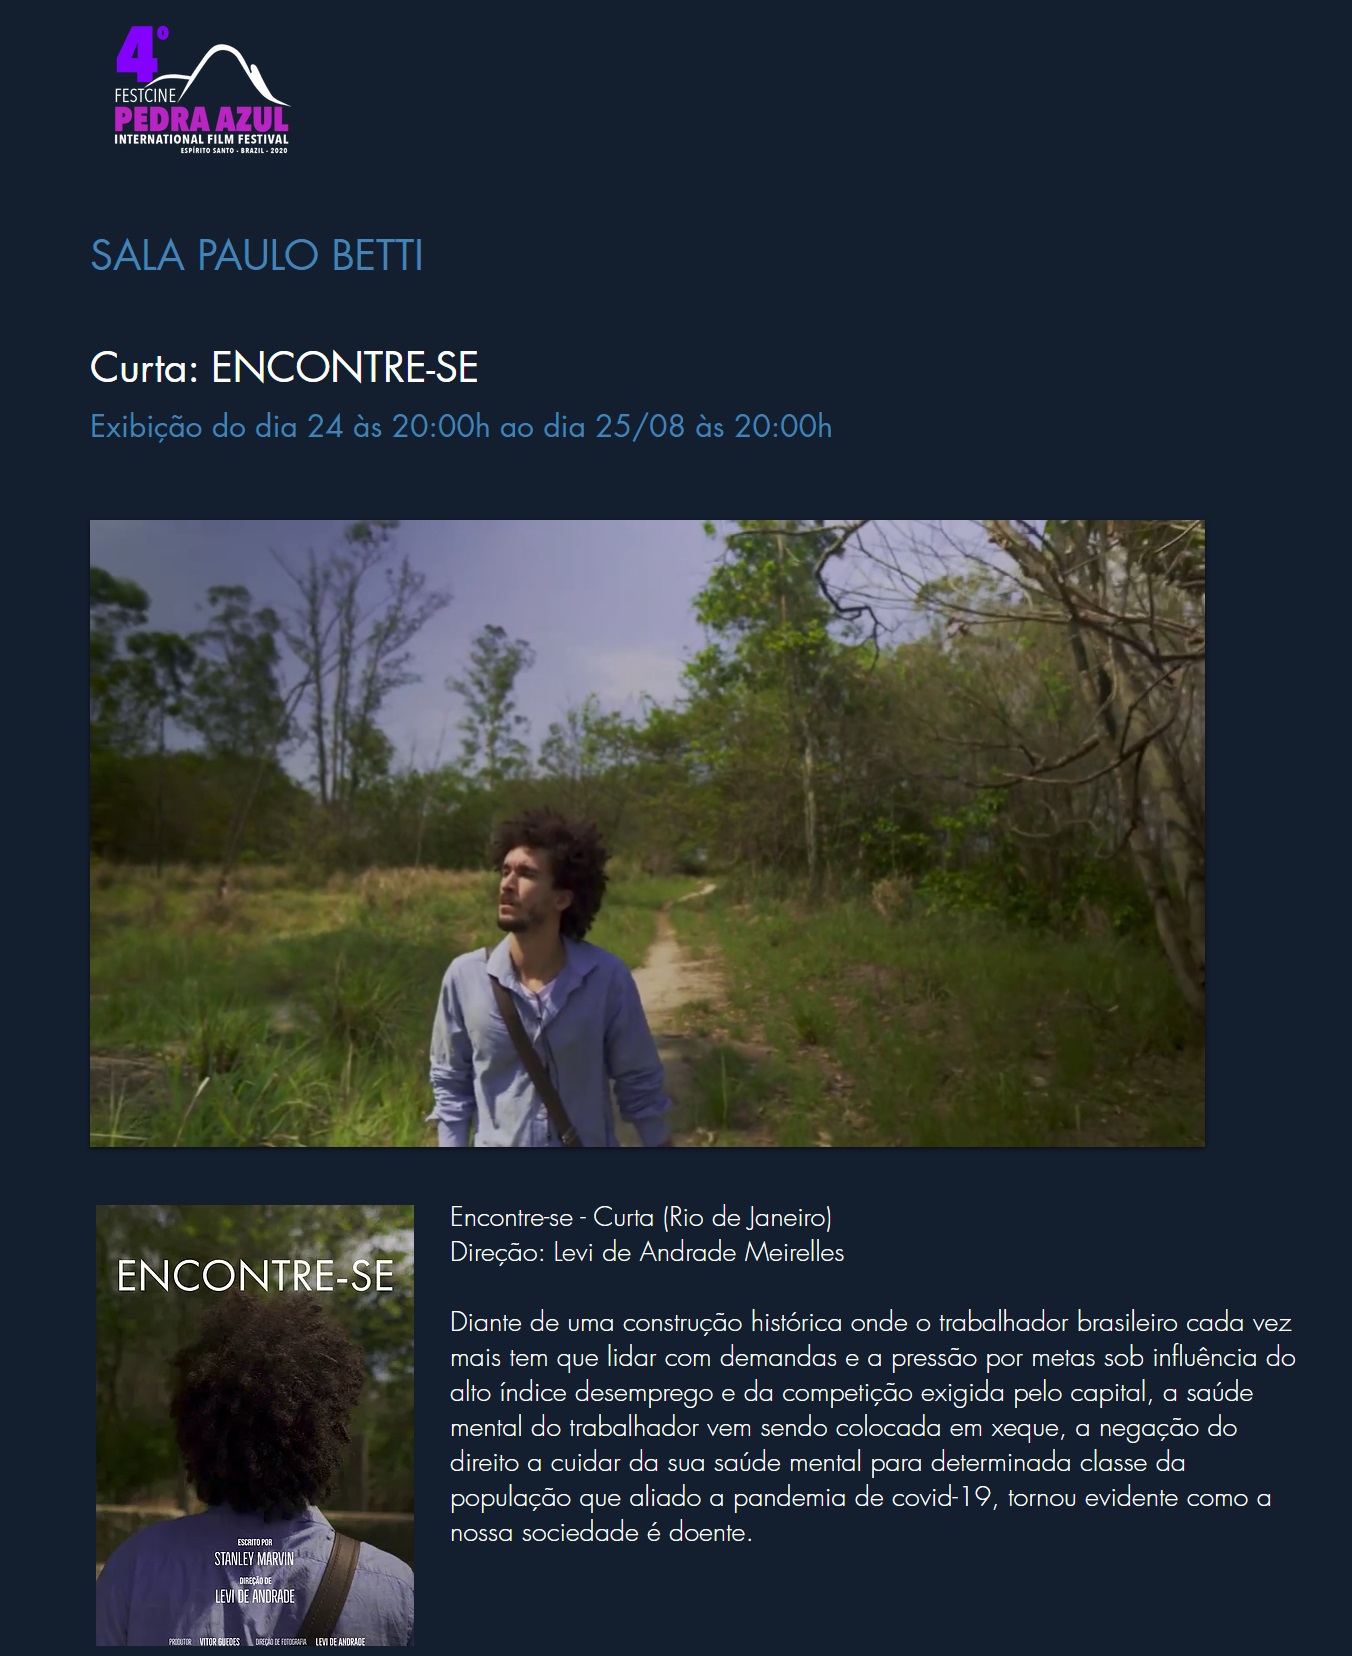 4º
FESTCINE
PEDRA AZUL
INTERNATIONAL FILM FESTIVAL
ESPÍRITO SANTO - BRAZIL - 2020
SALA PAULO BETTI
Curta: ENCONTRE-SE
Exibição do dia 24 às 20:00h ao dia 25/08 às 20:00h
ENCONTRE-SE
ESCRITO POR
STANLEY MARVIN
DIREÇÃO DE
LEVI DE ANDRADE
PRODUTOR VITOR GUEDES DIREÇÃO DE FOTOGRAFIA LEVI DE ANDRADE
Encontre-se - Curta (Rio de Janeiro)
Direção: Levi de Andrade Meirelles
Diante de uma construção histórica onde o trabalhador brasileiro cada vez
mais tem que lidar com demandas e a pressão por metas sob influência do
alto índice desemprego e da competição exigida pelo capital, a saúde
mental do trabalhador vem sendo colocada em xeque, a negação do
direito a cuidar da sua saúde mental para determinada classe da
população que aliado a pandemia de covid-19, tornou evidente como a
nossa sociedade é doente.